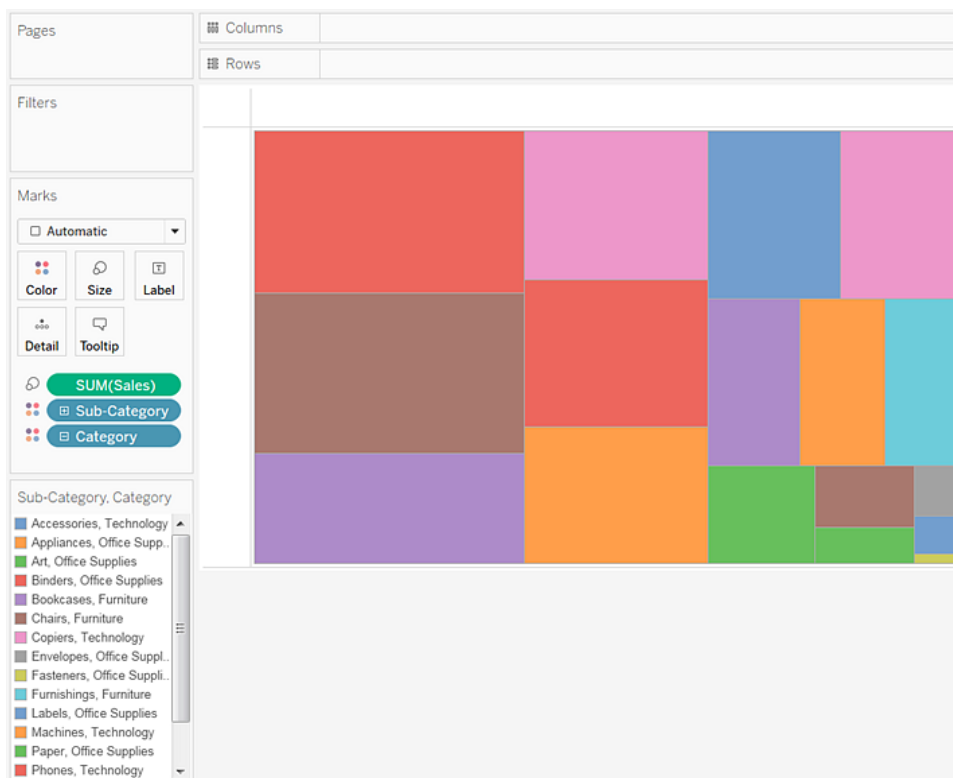 Pages
Columns
Rows
Filters
Marks
Automatic
Color Size Label
Detail Tooltip
SUM(Sales)
Sub-Category
Category
Sub-Category, Category
Accessories, Technology
Appliances, Office Supp..
Art, Office Supplies
Binders, Office Supplies
Bookcases, Furniture
Chairs, Furniture
Copiers, Technology
Envelopes, Office Suppl..
Fasteners, Office Suppli..
Furnishings, Furniture
Labels, Office Supplies
Machines, Technology
Paper, Office Supplies
Phones, Technology